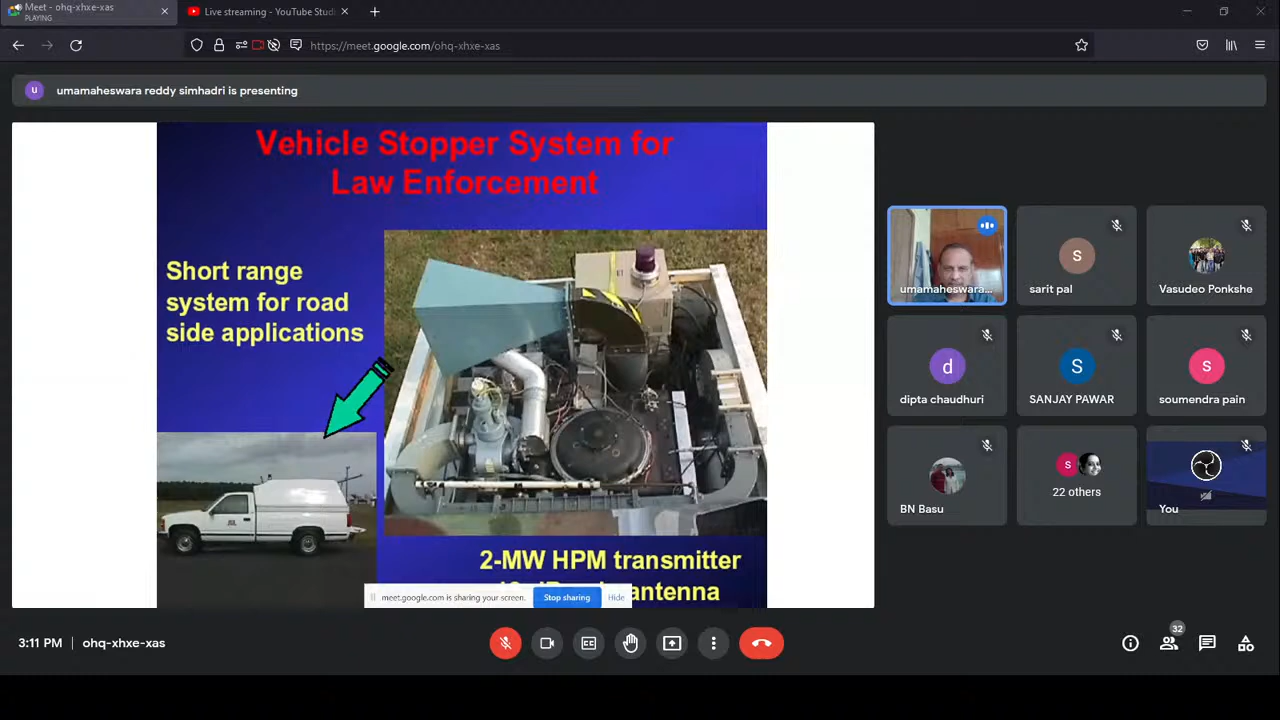 Meet - ohq-xhxe-xas
PLAYING
Live streaming - YouTube Studi
https://meet.google.com/ohq-xhxe-xas
u
umamaheswara reddy simhadri is presenting
Vehicle Stopper System for
Law Enforcement
Short range
system for road
side applications
2-MW HPM transmitter
antenna
meet.google.com is sharing your screen.
Stop sharing
Hide
umamaheswara...
s
sarit pal
Vasudeo Ponkshe
d
dipta chaudhuri
S
SANJAY PAWAR
s
soumendra pain
BN Basu
S
22 others
You
3:11 PM
ohq-xhxe-xas
CC
32